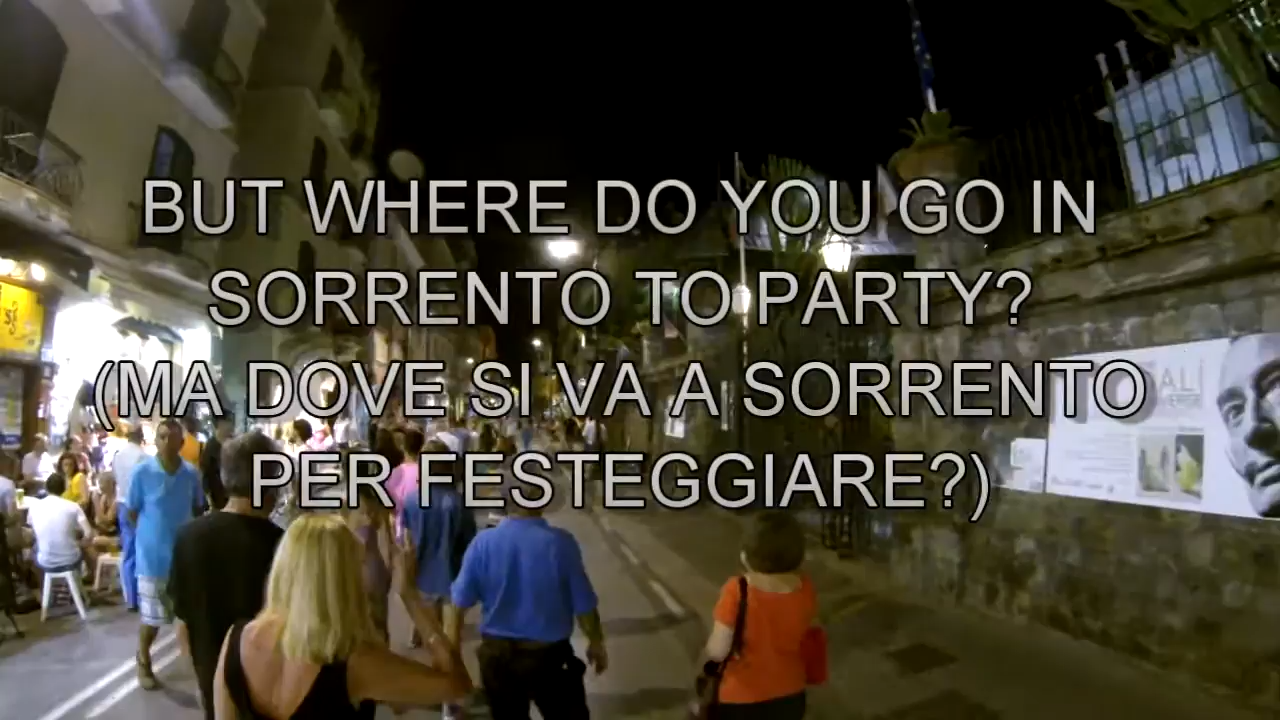 BUT WHERE DO YOU GO IN
SORRENTO TO PARTY?
(MA DOVE SI VA A SORRENTO
PER FESTEGGIARE?)